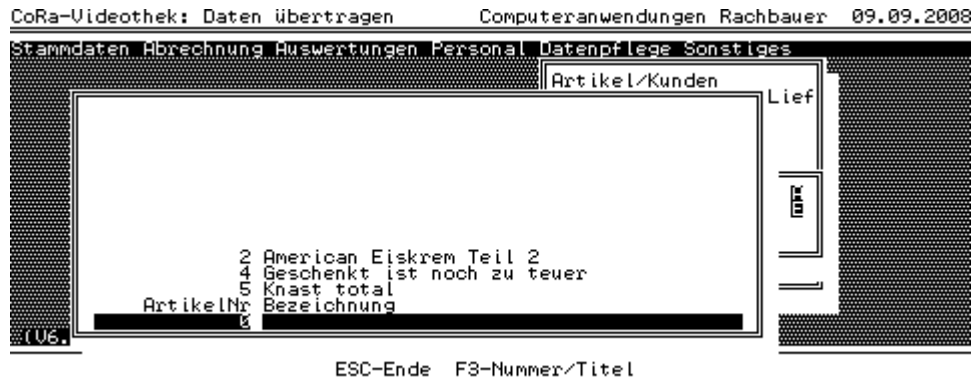 CoRa-Videothek: Daten übertragen Computeranwendungen Rachbauer 09.09.2008
Stammdaten Abrechnung Auswertungen Personal Datenpflege Sonstiges
Artikel/Kunden
Lief
2 American Eiskrem Teil 2
4 Geschenkt ist noch zu teuer
5 Knast total
ArtikelNr Bezeichnung
0
(V6.
ESC-Ende F3-Nummer/Titel